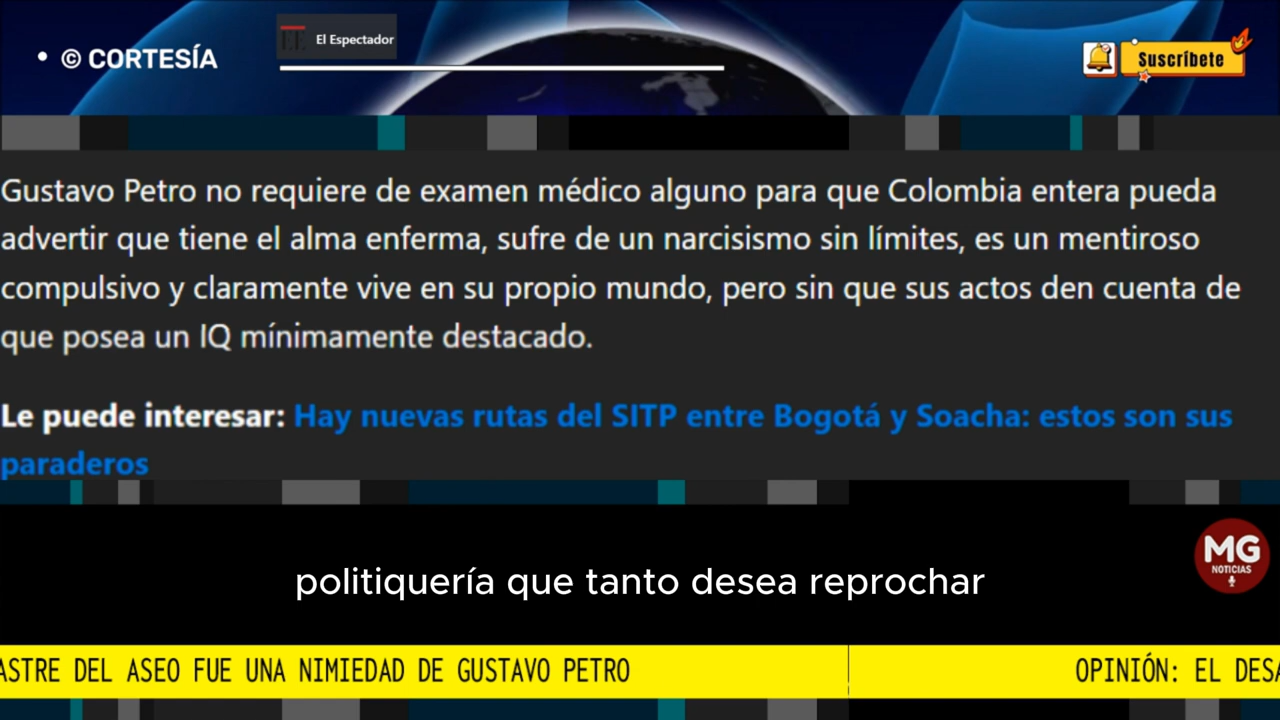 • © CORTESÍA
El Espectador
Suscríbete
Gustavo Petro no requiere de examen médico alguno para que Colombia entera pueda
advertir que tiene el alma enferma, sufre de un narcisismo sin límites, es un mentiroso
compulsivo y claramente vive en su propio mundo, pero sin que sus actos den cuenta de
que posea un IQ mínimamente destacado.
Le puede interesar: Hay nuevas rutas del SITP entre Bogotá y Soacha: estos son sus
paraderos
MG
NOTICIAS
politiquería que tanto desea reprochar
ASTRE DEL ASEO FUE UNA NIMIEDAD DE GUSTAVO PETRO
OPINIÓN: EL DESA